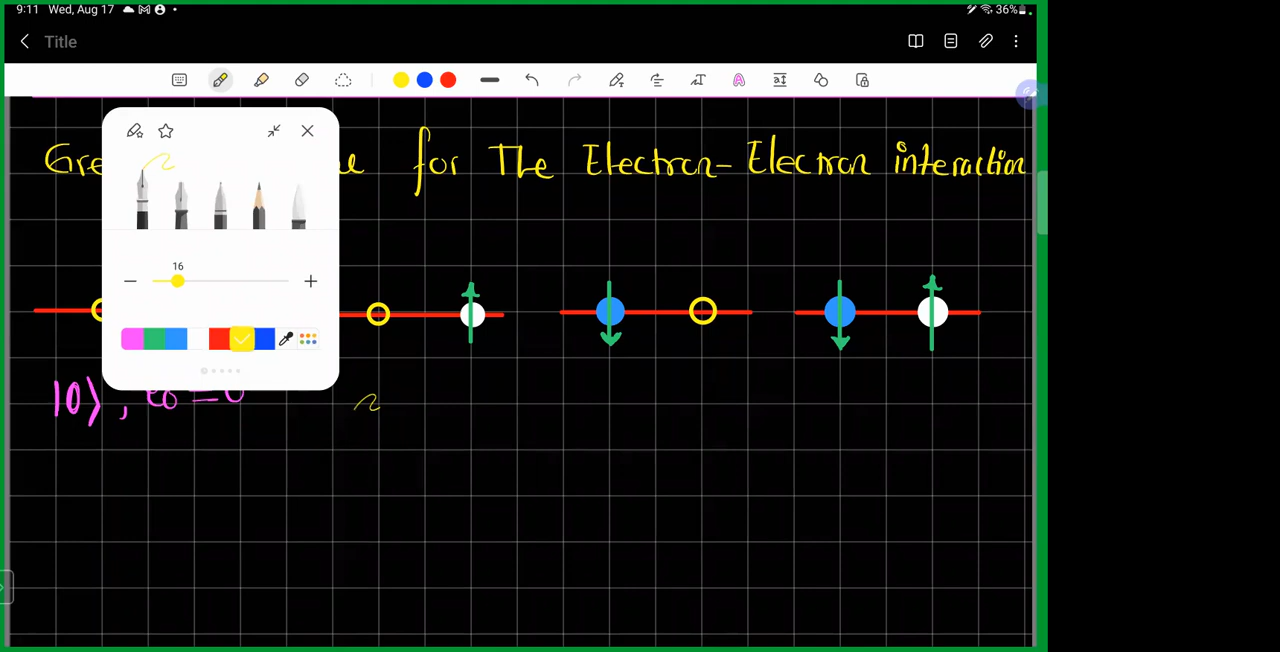 9:11 Wed, Aug 17 36%
Title
for The Electron-Electron interaction
16
|0⟩,